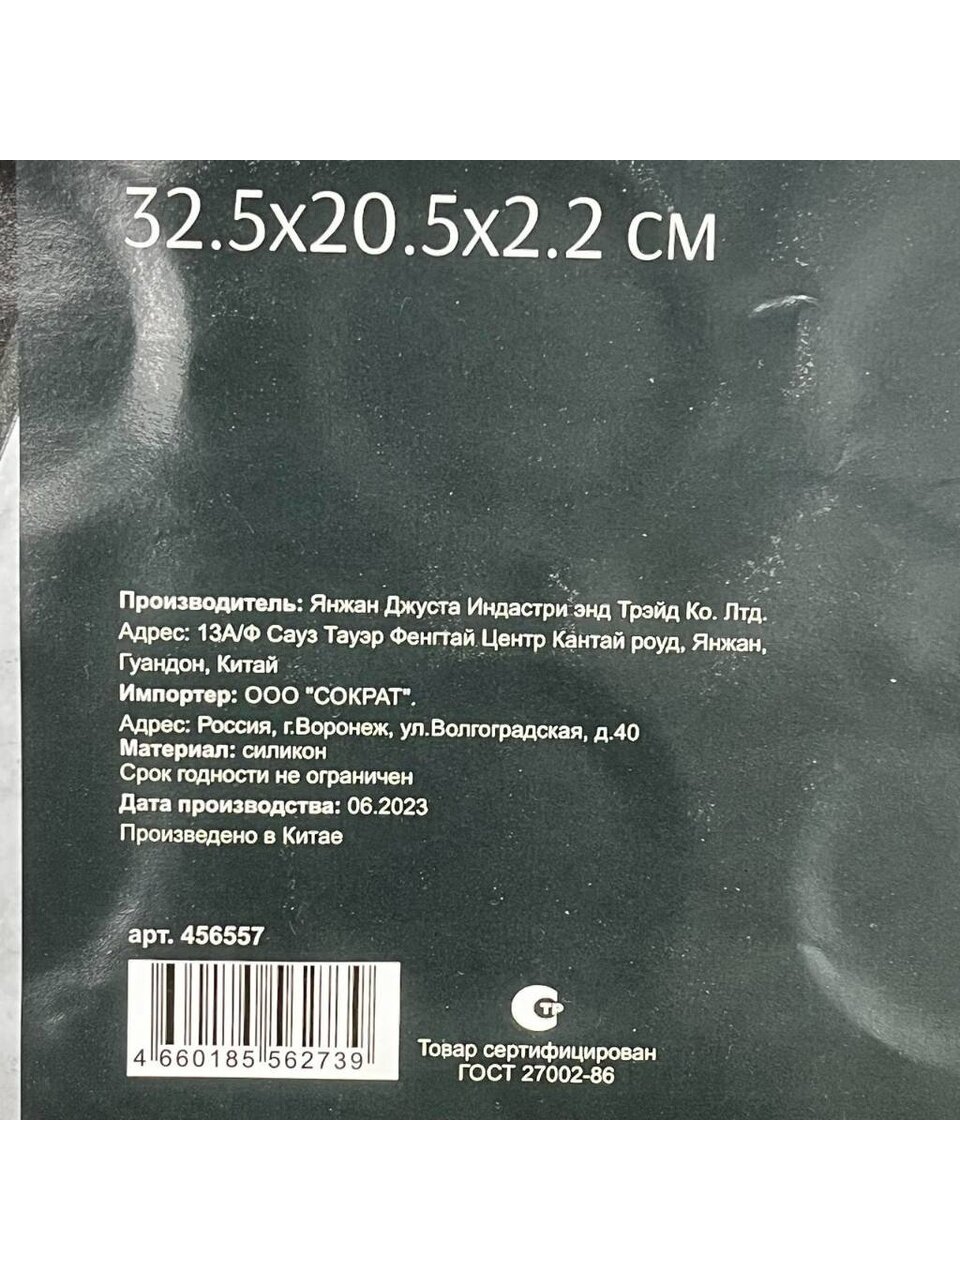 32.5x20.5x2.2 см
Производитель: Янжан Джуста Индастри энд Трэйд Ко. Лтд.
Адрес: 13А/Ф Сауз Тауэр Фенгтай Центр Кантай роуд, Янжан,
Гуандон, Китай
Импортер: ООО "СОКРАТ".
Адрес: Россия, г.Воронеж, ул.Волгоградская, д.40
Материал: силикон
Срок годности не ограничен
Дата производства: 06.2023
Произведено в Китае
арт. 456557
4 660185 562739
СТР
Товар сертифицирован
ГОСТ 27002-86